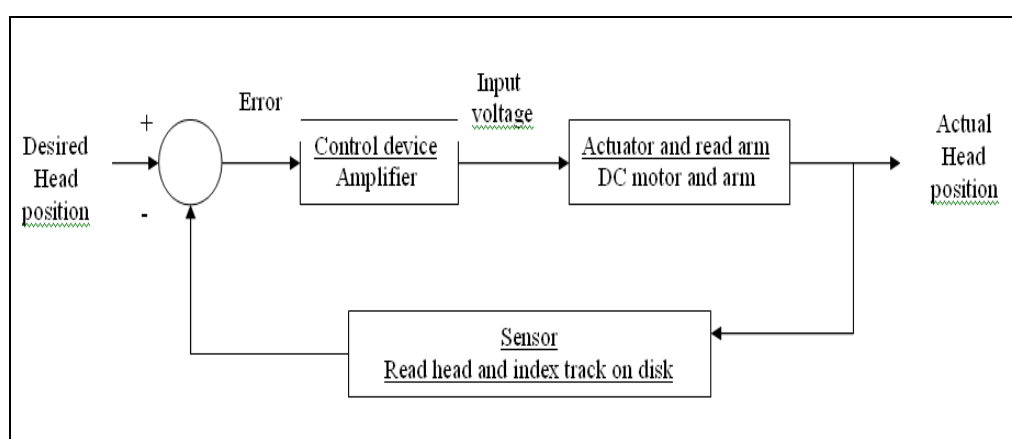 Desired
Head
position
+
-
Error
Control device
Amplifier
Input
voltage
Actuator and read arm
DC motor and arm
Actual
Head
position
Sensor
Read head and index track on disk